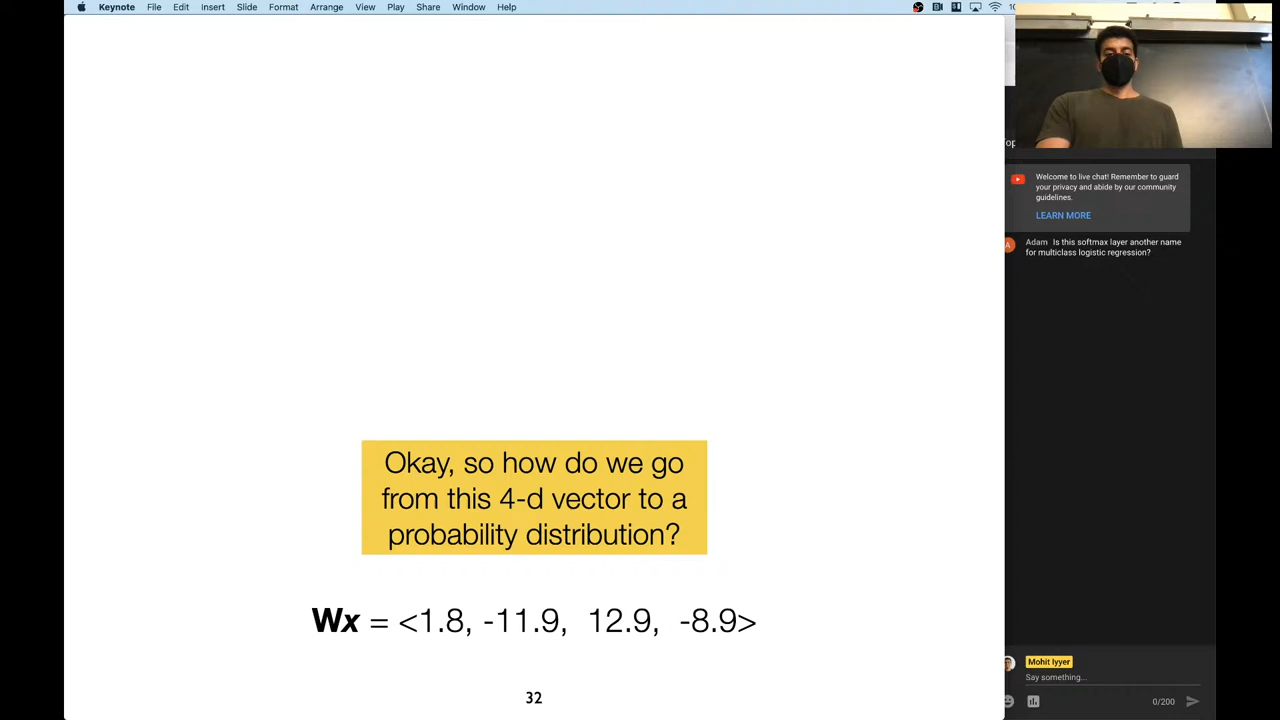 Keynote File Edit Insert Slide Format Arrange View Play Share Window Help
Okay, so how do we go
from this 4-d vector to a
probability distribution?
Wx = <1.8, -11.9, 12.9, -8.9>
32
Welcome to live chat! Remember to guard
your privacy and abide by our community
guidelines.
LEARN MORE
A
Adam Is this softmax layer another name
for multiclass logistic regression?
Mohit Iyyer
Say something...
0/200